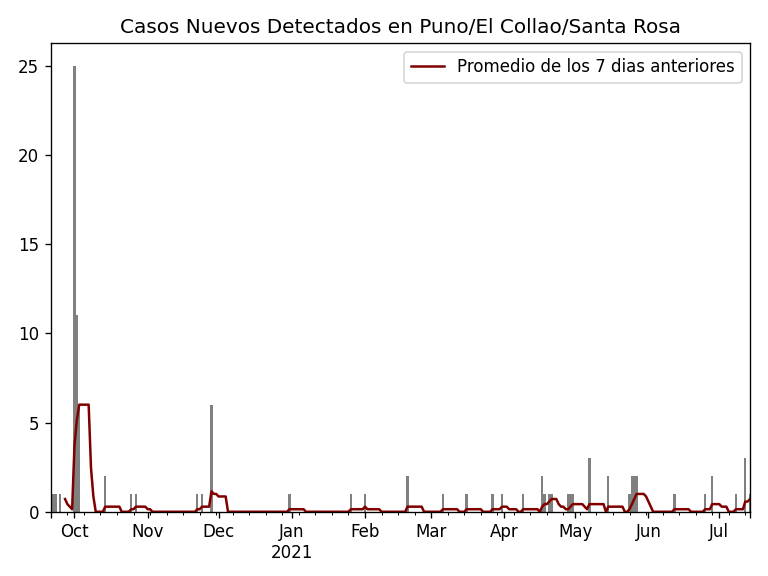 Casos Nuevos Detectados en Puno/El Collao/Santa Rosa
Promedio de los 7 dias anteriores
25
20
15
10
5
0
Oct Nov Dec Jan Feb Mar Apr May Jun Jul
2021